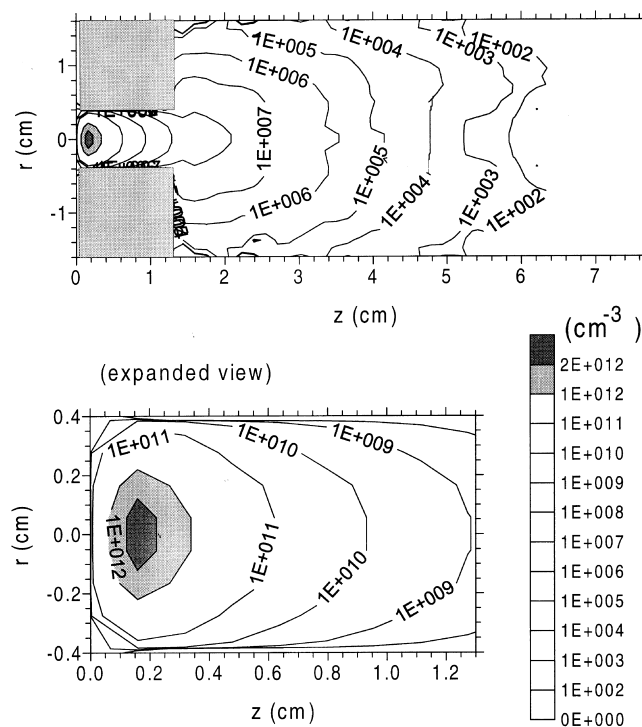 1E+005
1E+004
1E+002
1E+003
1E+006
1E+007
1E+005
1E+006
1E+004
1E+003
1E+002
1
0
-1
r (cm)
0 1 2 3 4 5 6 7
z (cm)
(cm-3)
2E+012
1E+012
1E+011
1E+010
1E+009
1E+008
1E+007
1E+006
1E+005
1E+004
1E+003
1E+002
0E+000
(expanded view)
0.4
0.2
0.0
-0.2
-0.4
r (cm)
1E+011
1E+010
1E+009
1E+012
1E+011
1E+010
1E+009
0.0 0.2 0.4 0.6 0.8 1.0 1.2
z (cm)